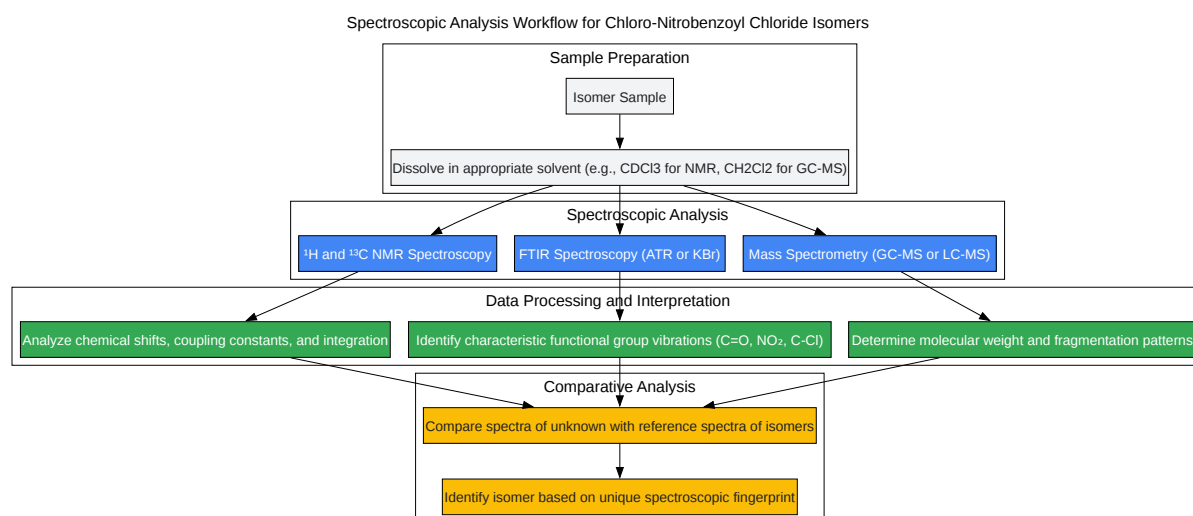 Spectroscopic Analysis Workflow for Chloro-Nitrobenzoyl Chloride Isomers
Sample Preparation
Isomer Sample
Dissolve in appropriate solvent (e.g., CDCl3 for NMR, CH2Cl2 for GC-MS)
Spectroscopic Analysis
¹H and ¹³C NMR Spectroscopy
FTIR Spectroscopy (ATR or KBr)
Mass Spectrometry (GC-MS or LC-MS)
Data Processing and Interpretation
Analyze chemical shifts, coupling constants, and integration
Identify characteristic functional group vibrations (C=O, NO₂, C-Cl)
Determine molecular weight and fragmentation patterns
Comparative Analysis
Compare spectra of unknown with reference spectra of isomers
Identify isomer based on unique spectroscopic fingerprint